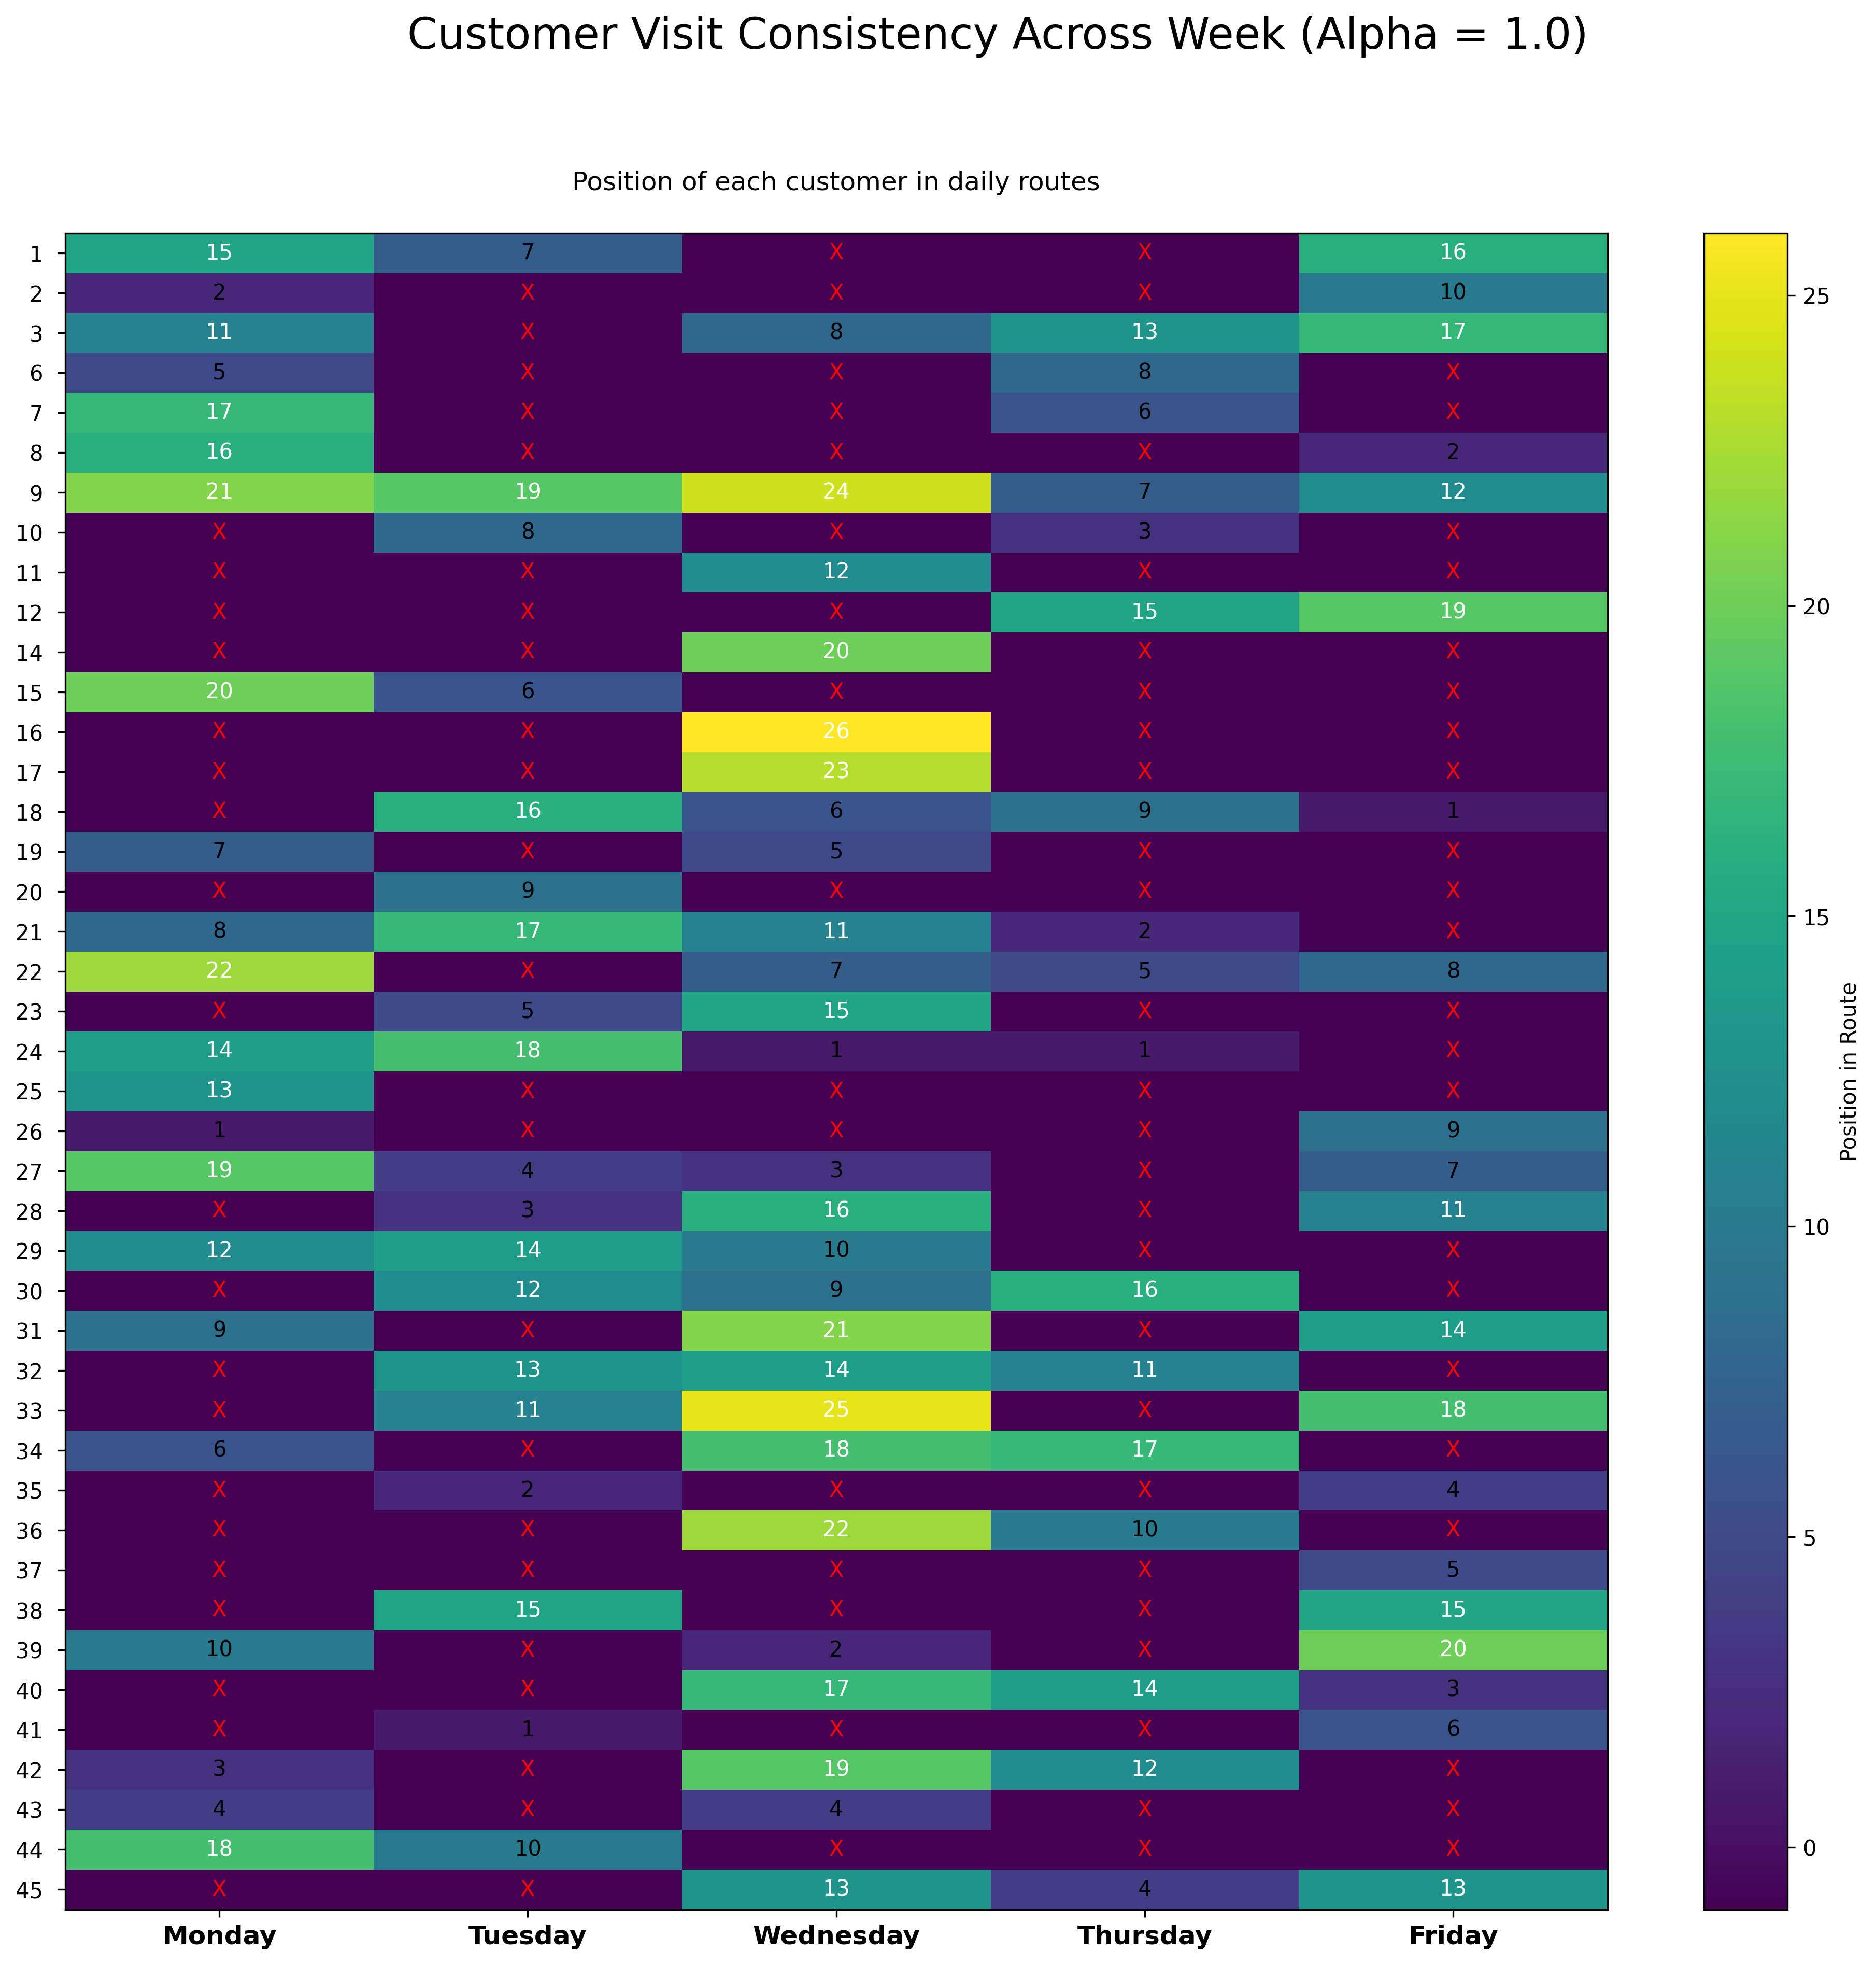 Customer Visit Consistency Across Week (Alpha = 1.0)
Position of each customer in daily routes
1 15 7 X X 16
2 2 X X X 10
3 11 X 8 13 17
6 5 X X 8 X
7 17 X X 6 X
8 16 X X X 2
9 21 19 24 7 12
10 X 8 X 3 X
11 X X 12 X X
12 X X X 15 19
14 X X 20 X X
15 20 6 X X X
16 X X 26 X X
17 X X 23 X X
18 X 16 6 9 1
19 7 X 5 X X
20 X 9 X X X
21 8 17 11 2 X
22 22 X 7 5 8
23 X 5 15 X X
24 14 18 1 1 X
25 13 X X X X
26 1 X X X 9
27 19 4 3 X 7
28 X 3 16 X 11
29 12 14 10 X X
30 X 12 9 16 X
31 9 X 21 X 14
32 X 13 14 11 X
33 X 11 25 X 18
34 6 X 18 17 X
35 X 2 X X 4
36 X X 22 10 X
37 X X X X 5
38 X 15 X X 15
39 10 X 2 X 20
40 X X 17 14 3
41 X 1 X X 6
42 3 X 19 12 X
43 4 X 4 X X
44 18 10 X X X
45 X X 13 4 13
Monday Tuesday Wednesday Thursday Friday
25
20
15
10
5
0
Position in Route